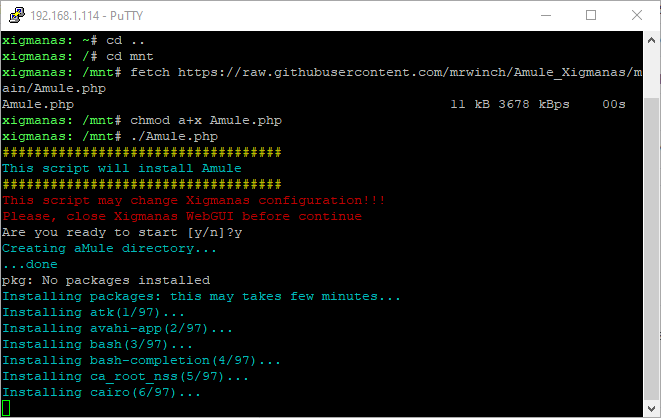 192.168.1.114 - PuTTY
xigmanas: ~# cd ..
xigmanas: /# cd mnt
xigmanas: /mnt# fetch https://raw.githubusercontent.com/mrwinch/Amule_Xigmanas/m
ain/Amule.php
Amule.php 11 kB 3678 kBps 00s
xigmanas: /mnt# chmod a+x Amule.php
xigmanas: /mnt# ./Amule.php
###################################
This script will install Amule
###################################
This script may change Xigmanas configuration!!!
Please, close Xigmanas WebGUI before continue
Are you ready to start [y/n]?y
Creating aMule directory...
...done
pkg: No packages installed
Installing packages: this may takes few minutes...
Installing atk(1/97)...
Installing avahi-app(2/97)...
Installing bash(3/97)...
Installing bash-completion(4/97)...
Installing ca_root_nss(5/97)...
Installing cairo(6/97)...